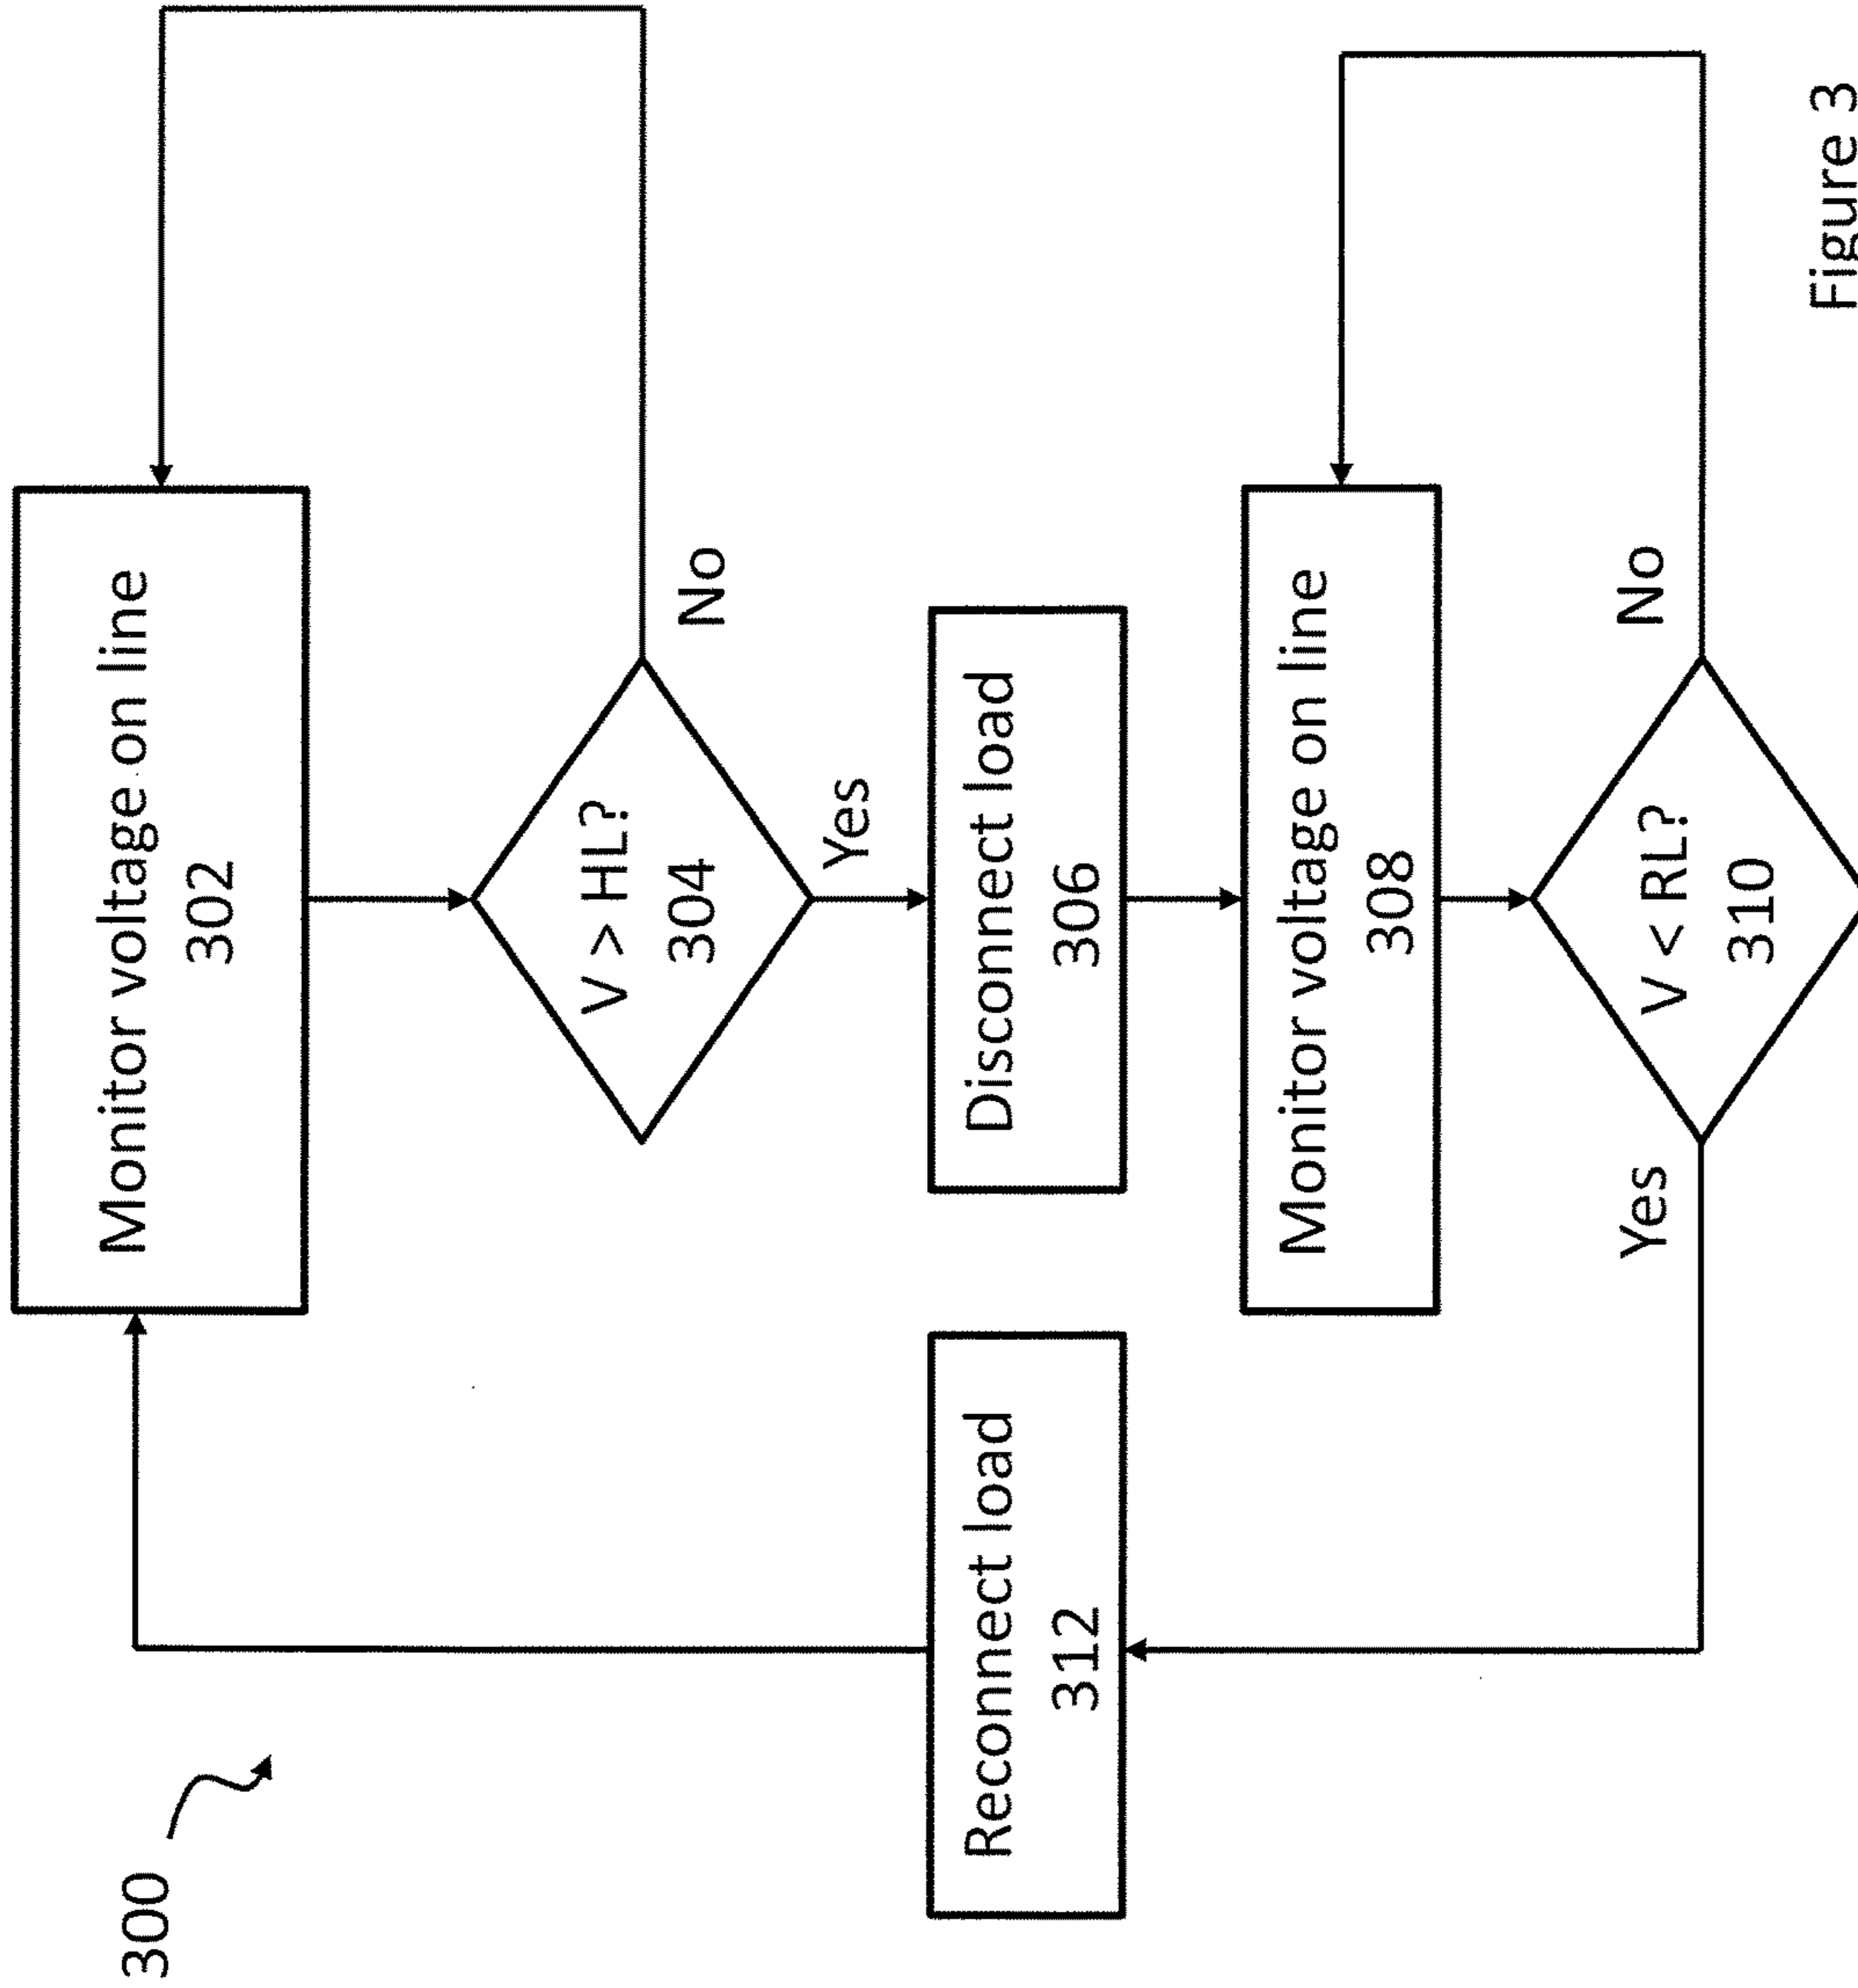 300
Monitor voltage on line
302
V > HL?
304
No
Yes
Disconnect load
306
Reconnect load
312
Monitor voltage on line
308
V < RL?
310
Yes
No
Figure 3